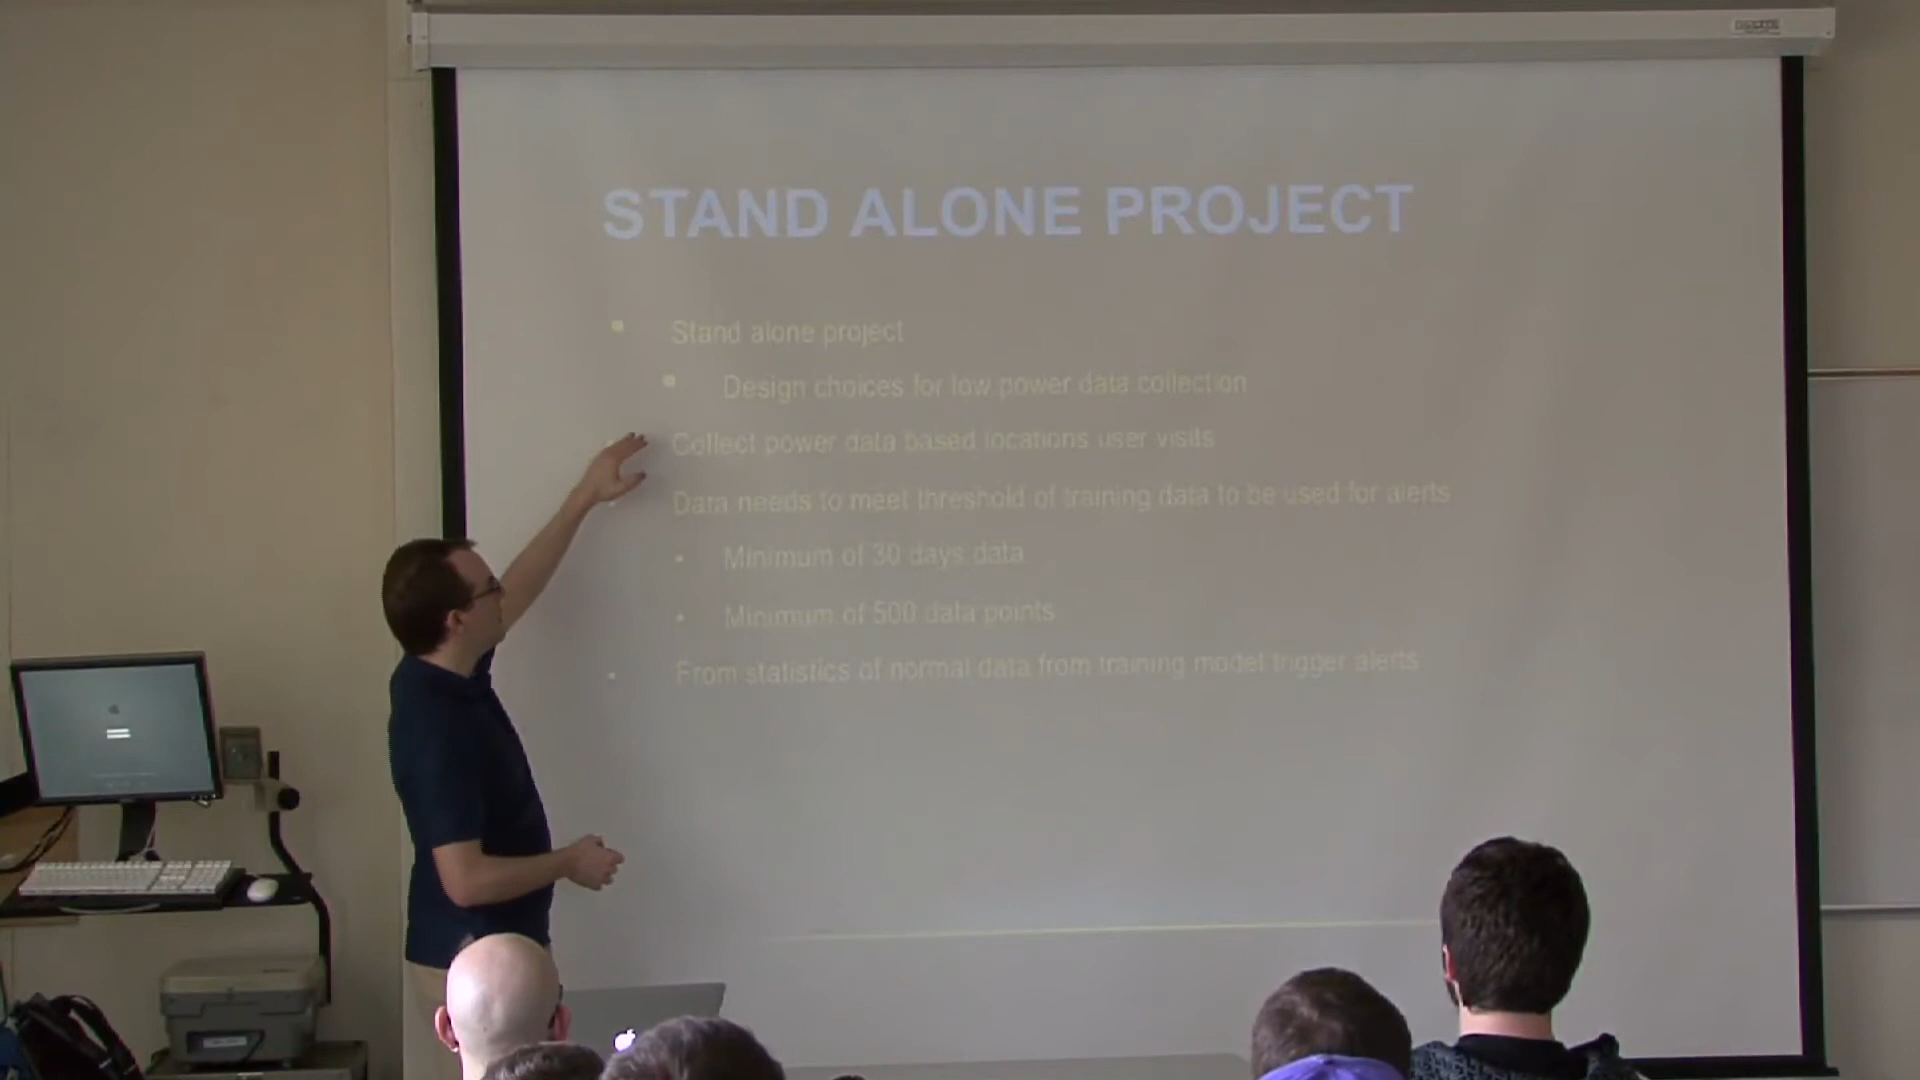 STAND ALONE PROJECT
Stand alone project
Design choices for low power data collection
Collect power data based locations user visits
Data needs to meet threshold of training data to be used for alerts
Minimum of 30 days data
Minimum of 500 data points
From statistics of normal data from training model trigger alerts